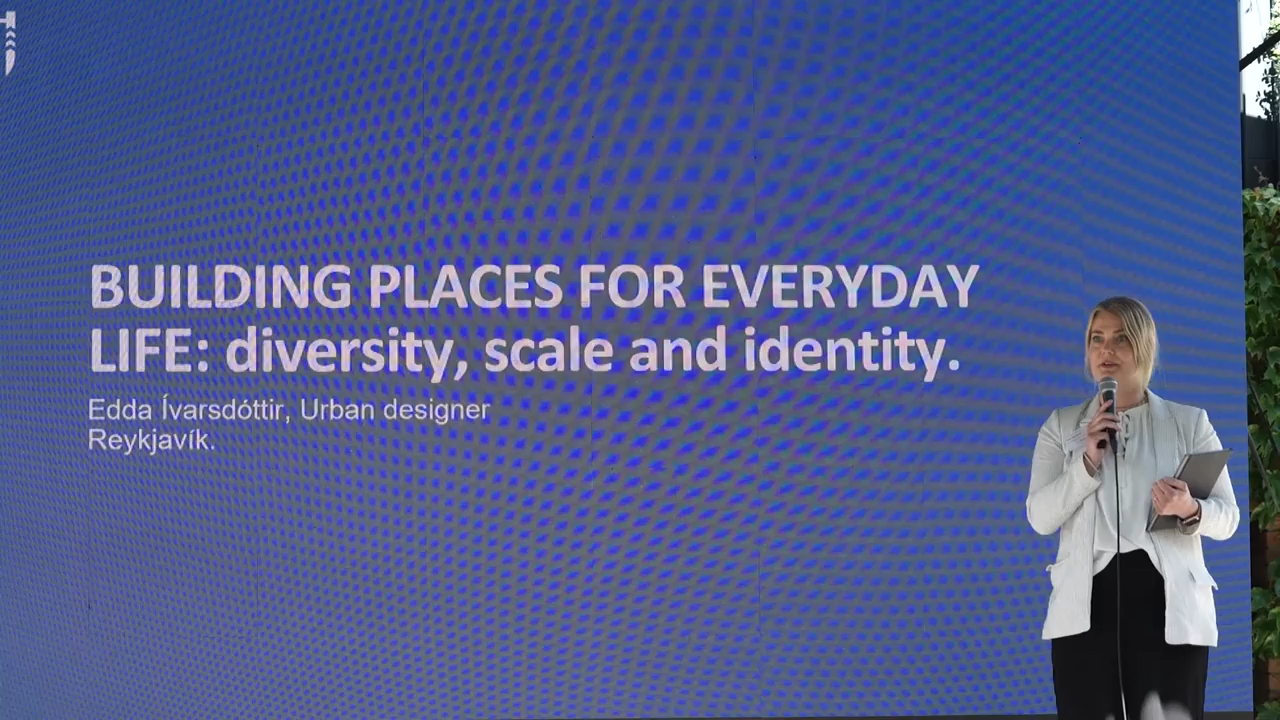 BUILDING PLACES FOR EVERYDAY
LIFE: diversity, scale and identity.
Edda Ívarsdóttir, Urban designer
Reykjavík.